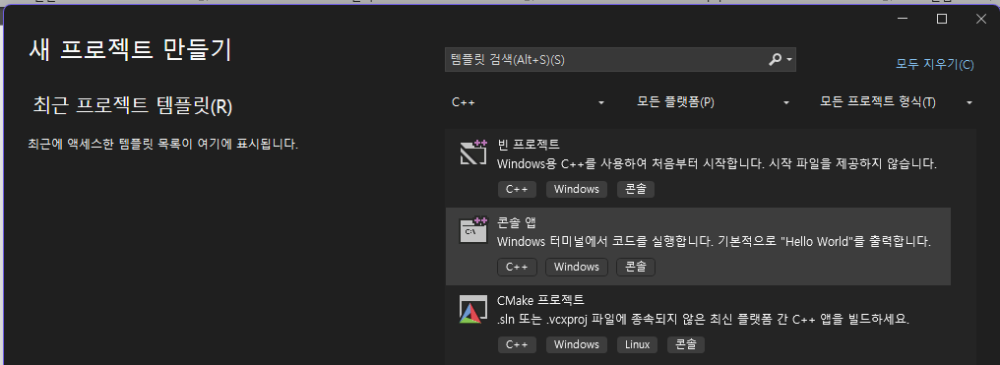 새 프로젝트 만들기
최근 프로젝트 템플릿(R)
최근에 액세스한 템플릿 목록이 여기에 표시됩니다.
템플릿 검색(Alt+S)(S)
모두 지우기(C)
C++
모든 플랫폼(P)
모든 프로젝트 형식(T)
빈 프로젝트
Windows용 C++를 사용하여 처음부터 시작합니다. 시작 파일을 제공하지 않습니다.
C++ Windows 콘솔
콘솔 앱
Windows 터미널에서 코드를 실행합니다. 기본적으로 "Hello World"를 출력합니다.
C++ Windows 콘솔
CMake 프로젝트
.sln 또는 .vcxproj 파일에 종속되지 않은 최신 플랫폼 간 C++ 앱을 빌드하세요.
C++ Windows Linux 콘솔